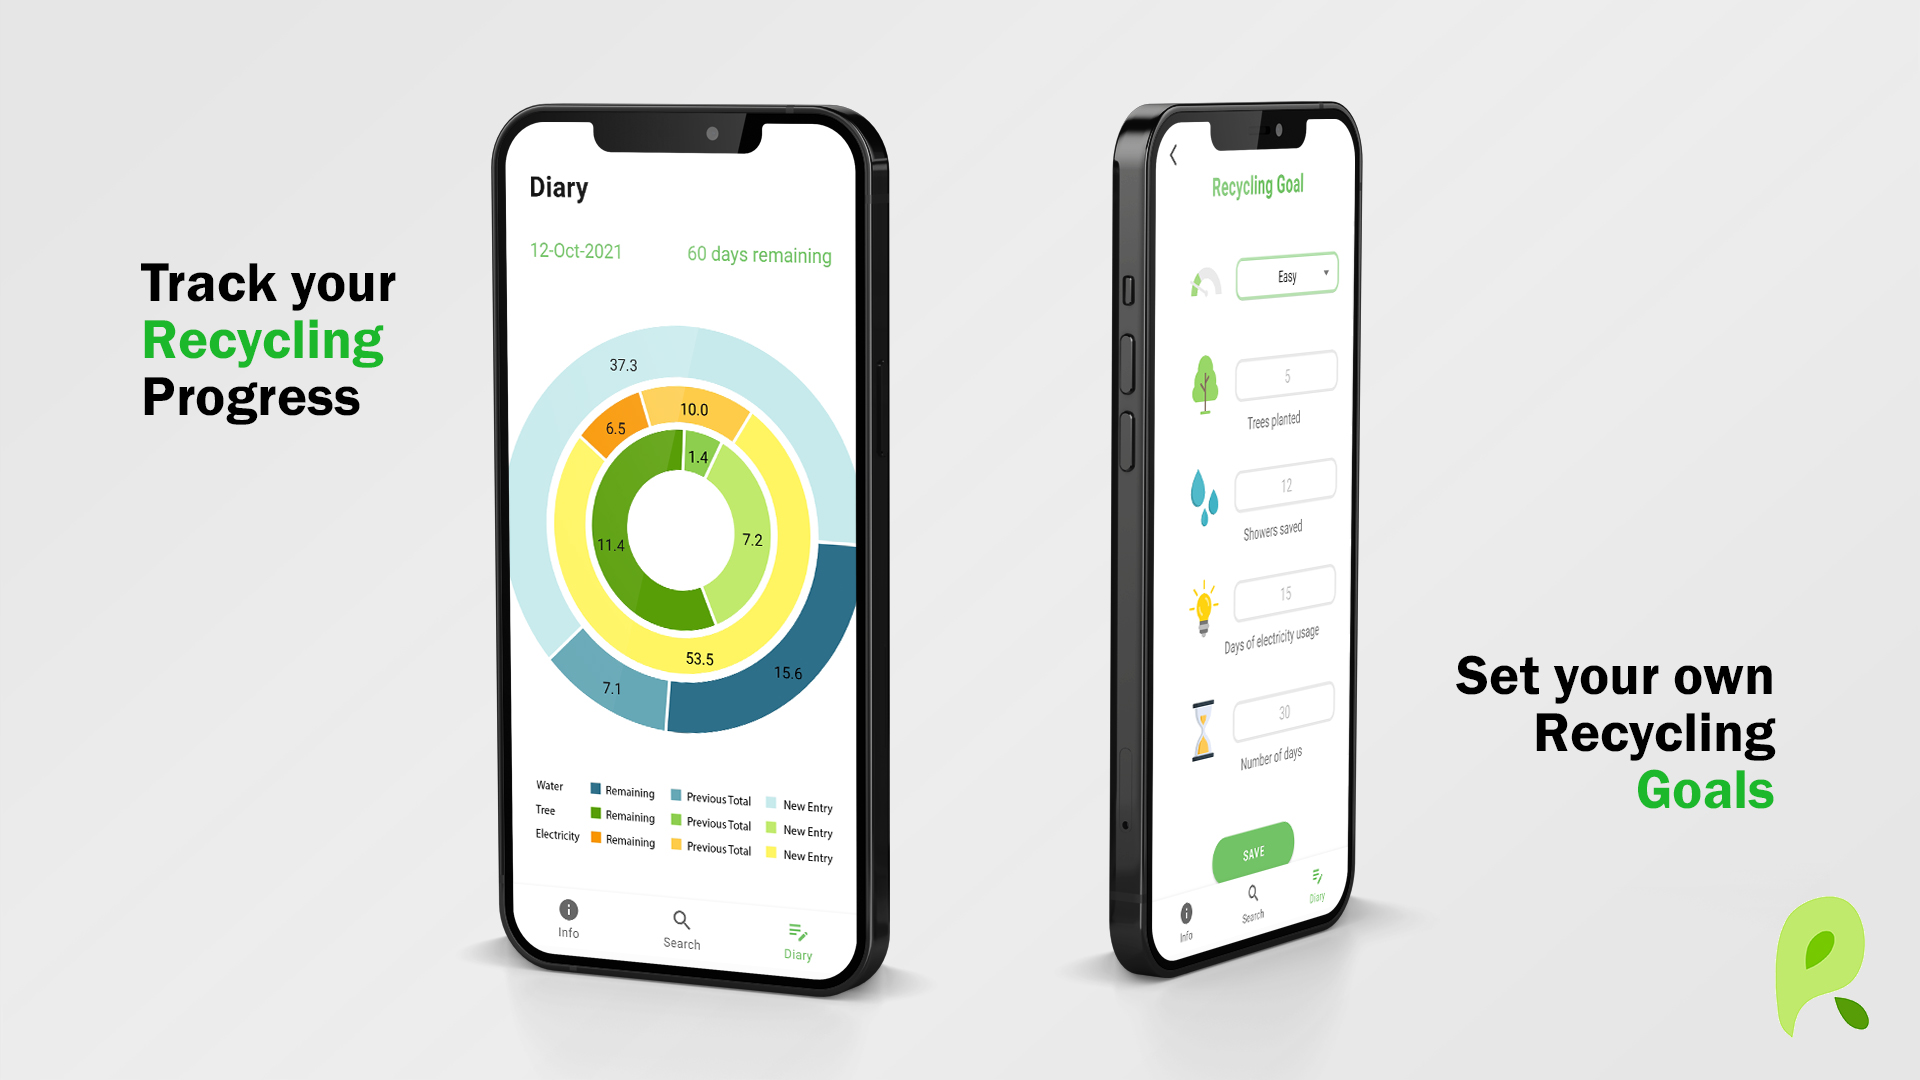 Track your
Recycling
Progress
Diary
12-Oct-2021 60 days remaining
37.3
10.0
6.5
1.4
11.4
7.2
53.5
15.6
7.1
Water Remaining Previous Total New Entry
Tree Remaining Previous Total New Entry
Electricity Remaining Previous Total New Entry
Info Search Diary
Recycling Goal
Easy
5
Trees planted
12
Showers saved
15
Days of electricity usage
30
Number of days
SAVE
Info Search Diary
Set your own
Recycling
Goals